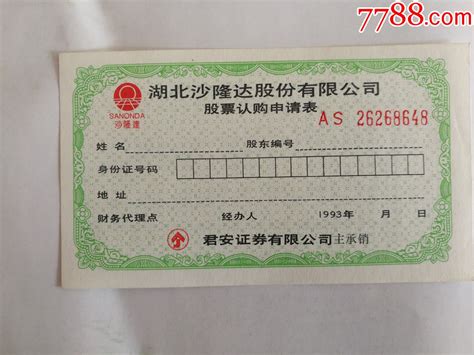 7788.com
湖北沙隆达股份有限公司
SANONDA
沙隆达
股票认购申请表
AS 26268648
姓名 股东编号
身份证号码
地址
财务代理点 经办人 1993年 月 日
君安证券有限公司主承销